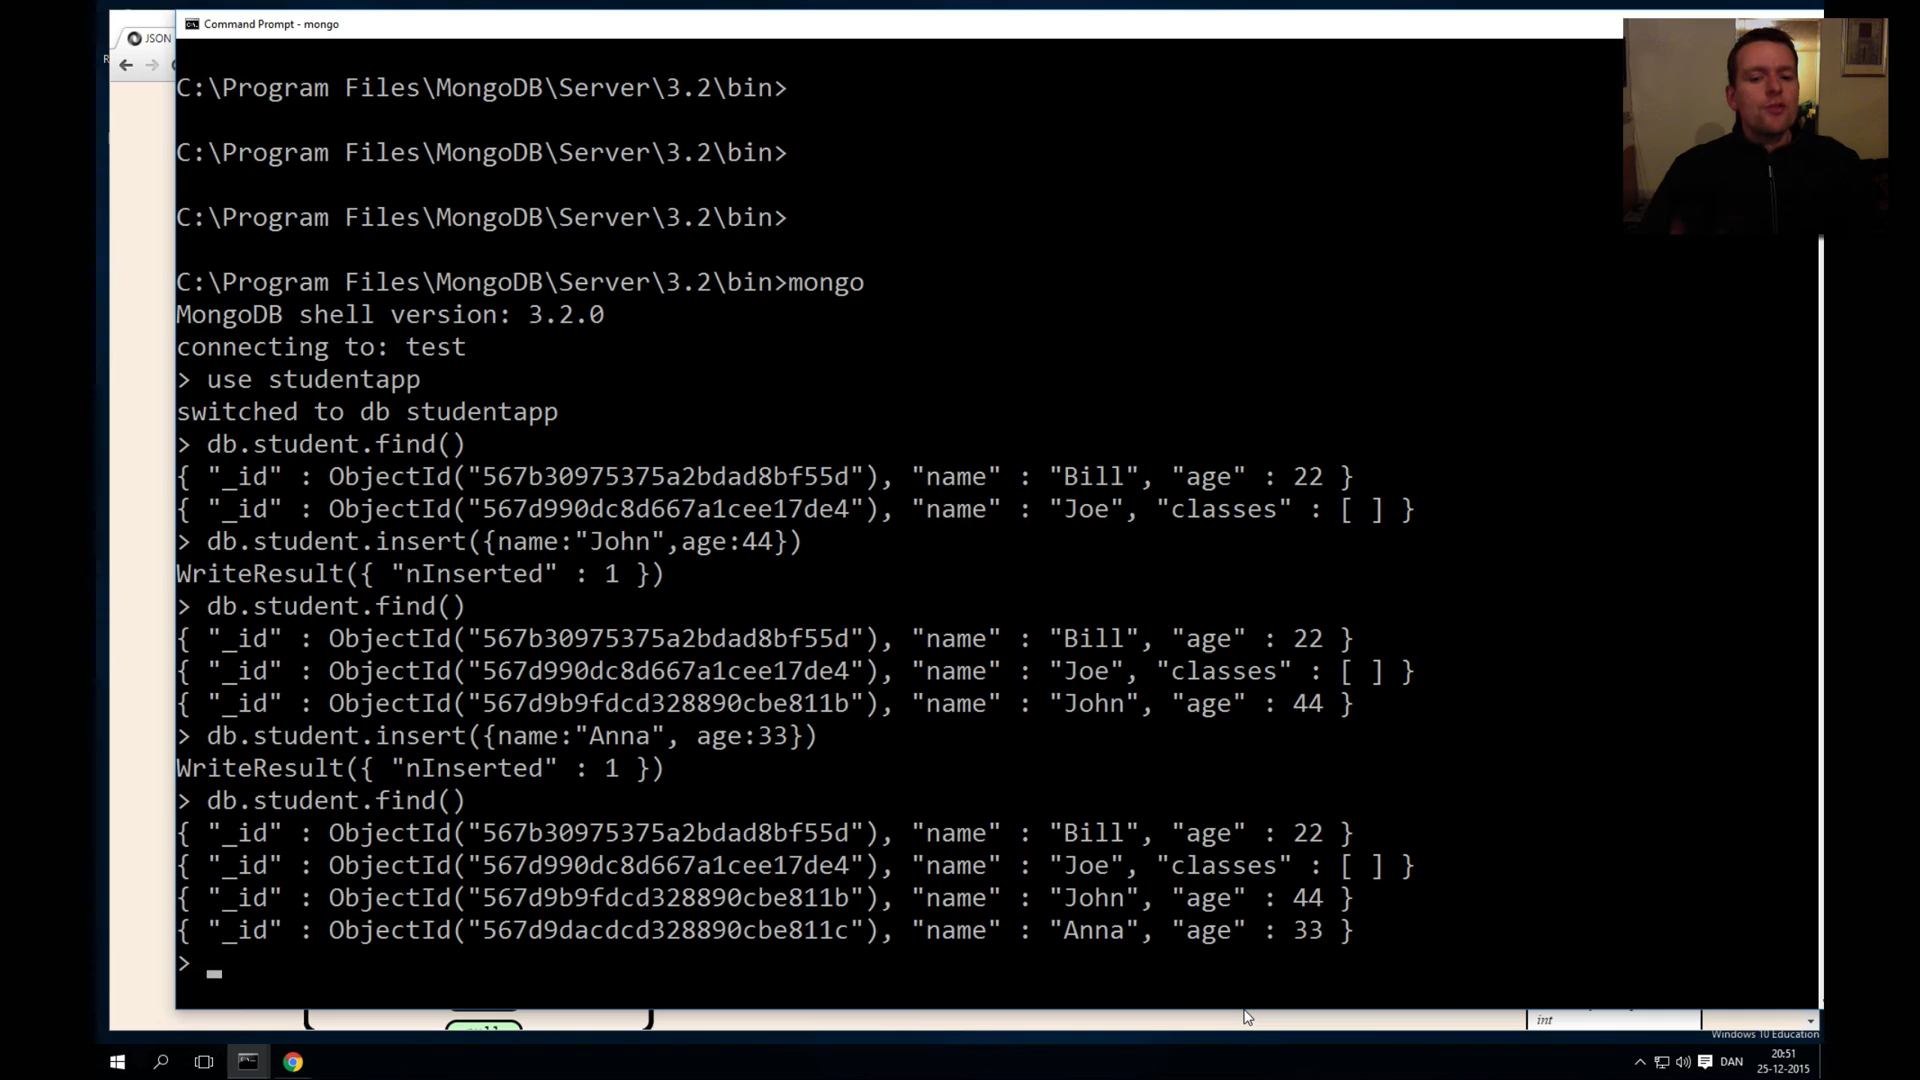 JSON
Command Prompt - mongo
C:\Program Files\MongoDB\Server\3.2\bin>
C:\Program Files\MongoDB\Server\3.2\bin>
C:\Program Files\MongoDB\Server\3.2\bin>
C:\Program Files\MongoDB\Server\3.2\bin>mongo
MongoDB shell version: 3.2.0
connecting to: test
> use studentapp
switched to db studentapp
> db.student.find()
{ "_id" : ObjectId("567b30975375a2bdad8bf55d"), "name" : "Bill", "age" : 22 }
{ "_id" : ObjectId("567d990dc8d667a1cee17de4"), "name" : "Joe", "classes" : [ ] }
> db.student.insert({name:"John",age:44})
WriteResult({ "nInserted" : 1 })
> db.student.find()
{ "_id" : ObjectId("567b30975375a2bdad8bf55d"), "name" : "Bill", "age" : 22 }
{ "_id" : ObjectId("567d990dc8d667a1cee17de4"), "name" : "Joe", "classes" : [ ] }
{ "_id" : ObjectId("567d9b9fdcd328890cbe811b"), "name" : "John", "age" : 44 }
> db.student.insert({name:"Anna", age:33})
WriteResult({ "nInserted" : 1 })
> db.student.find()
{ "_id" : ObjectId("567b30975375a2bdad8bf55d"), "name" : "Bill", "age" : 22 }
{ "_id" : ObjectId("567d990dc8d667a1cee17de4"), "name" : "Joe", "classes" : [ ] }
{ "_id" : ObjectId("567d9b9fdcd328890cbe811b"), "name" : "John", "age" : 44 }
{ "_id" : ObjectId("567d9dacdcd328890cbe811c"), "name" : "Anna", "age" : 33 }
>
int
Windows 10 Education
DAN
20:51
25-12-2015